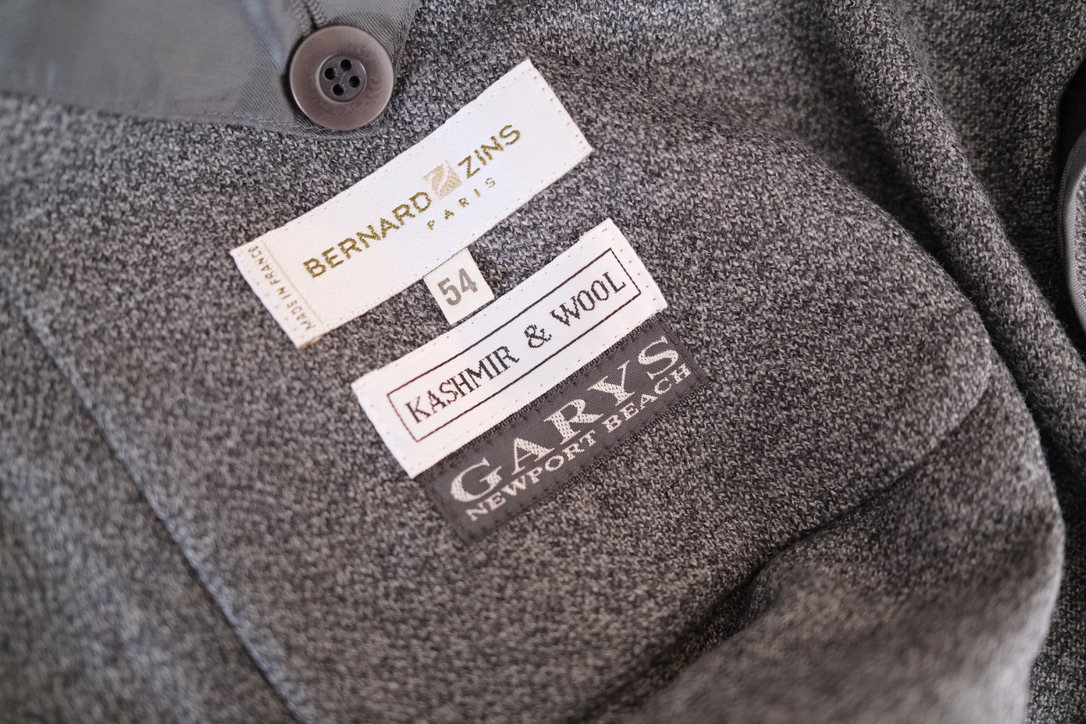 BERNARD ZINS
PARIS
MADE IN FRANCE
54
KASHMIR & WOOL
GARYS
NEWPORT BEACH